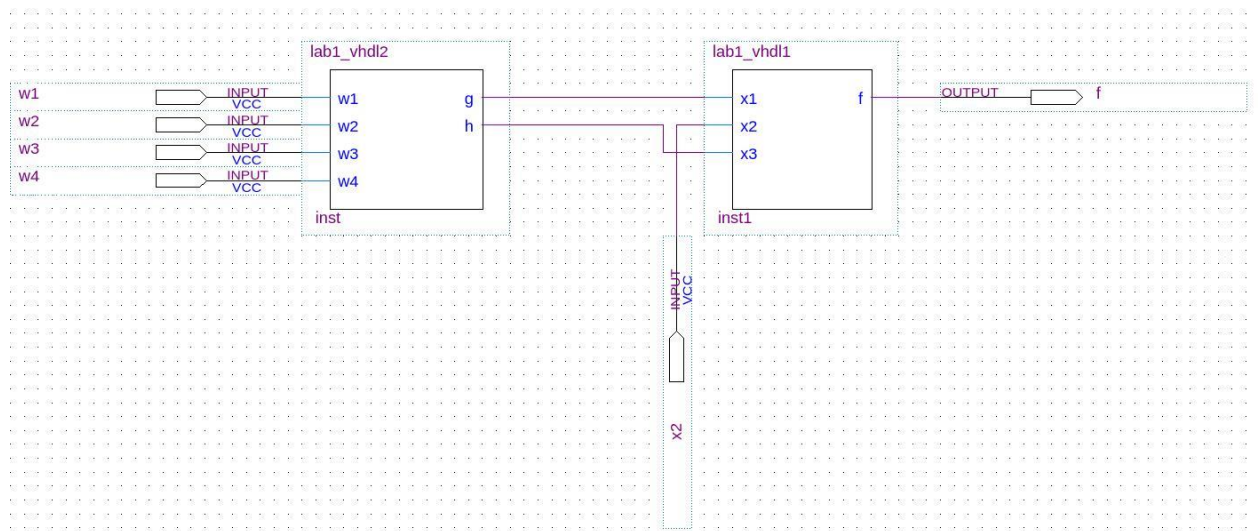 lab1_vhdl2
lab1_vhdl1
w1 INPUT VCC w1 g x1 f OUTPUT f
w2 INPUT VCC w2 h x2
w3 INPUT VCC w3 x3
w4 INPUT VCC w4
inst
inst1
INPUT
VCC
x2